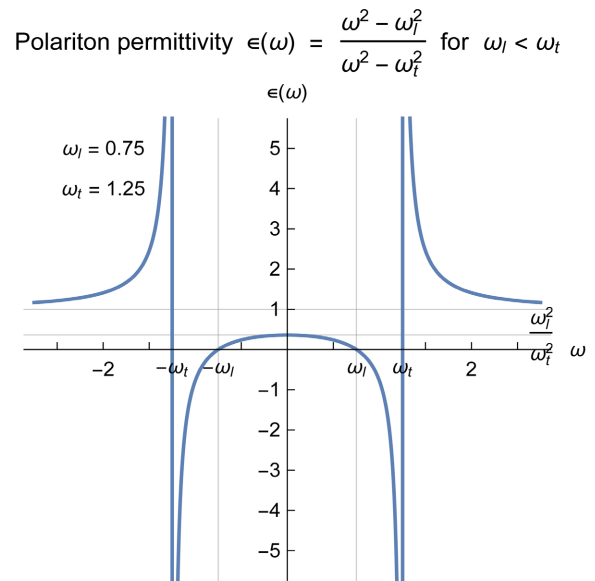 Polariton permittivity ϵ(ω) = (ω² − ω_l²)/(ω² − ω_t²) for ω_l < ω_t
ϵ(ω)
ω_l = 0.75
ω_t = 1.25
5
4
3
2
1
ω_l²/ω_t²
ω
−2
−ω_t
−ω_l
ω_l
ω_t
2
−1
−2
−3
−4
−5